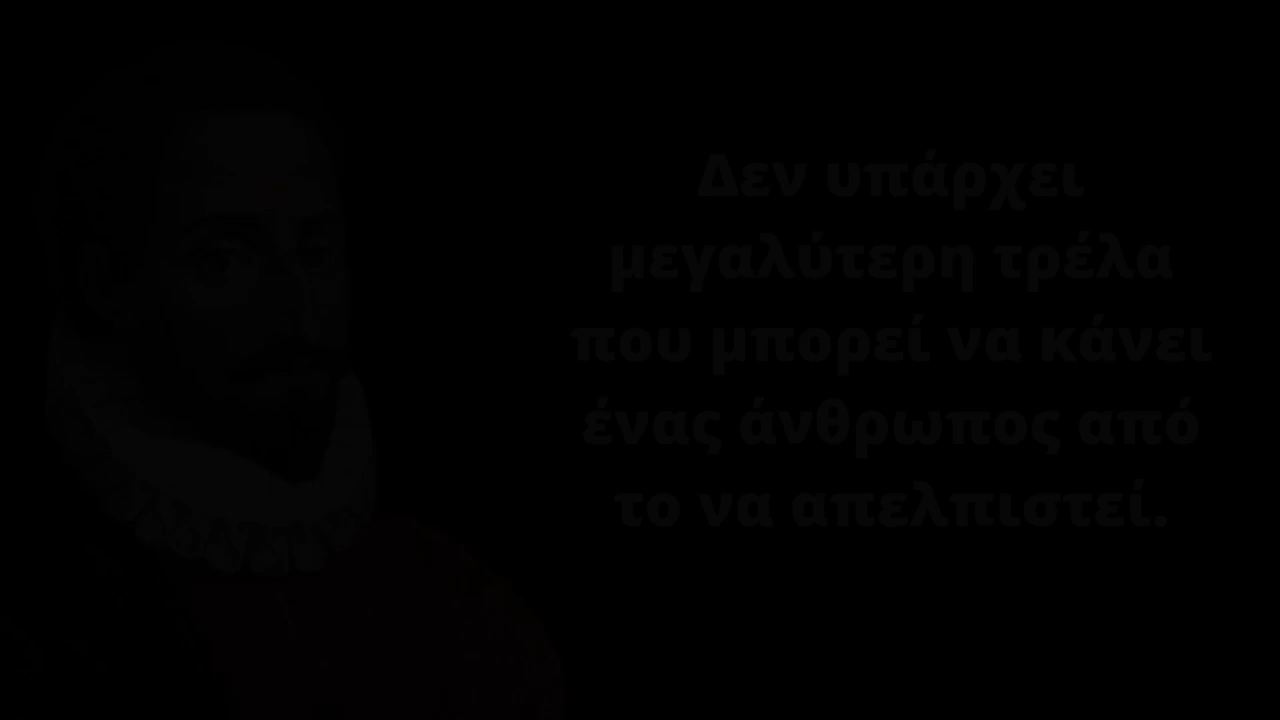 Δεν υπάρχει
μεγαλύτερη τρέλα
που μπορεί να κάνει
ένας άνθρωπος από
το να απελπιστεί.